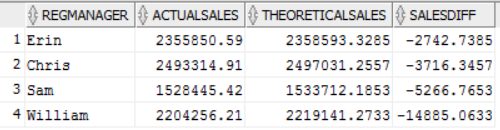 REGMANAGER ACTUALSALES THEORETICALSALES SALESDIFF
1 Erin 2355850.59 2358593.3285 -2742.7385
2 Chris 2493314.91 2497031.2557 -3716.3457
3 Sam 1528445.42 1533712.1853 -5266.7653
4 William 2204256.21 2219141.2733 -14885.0633